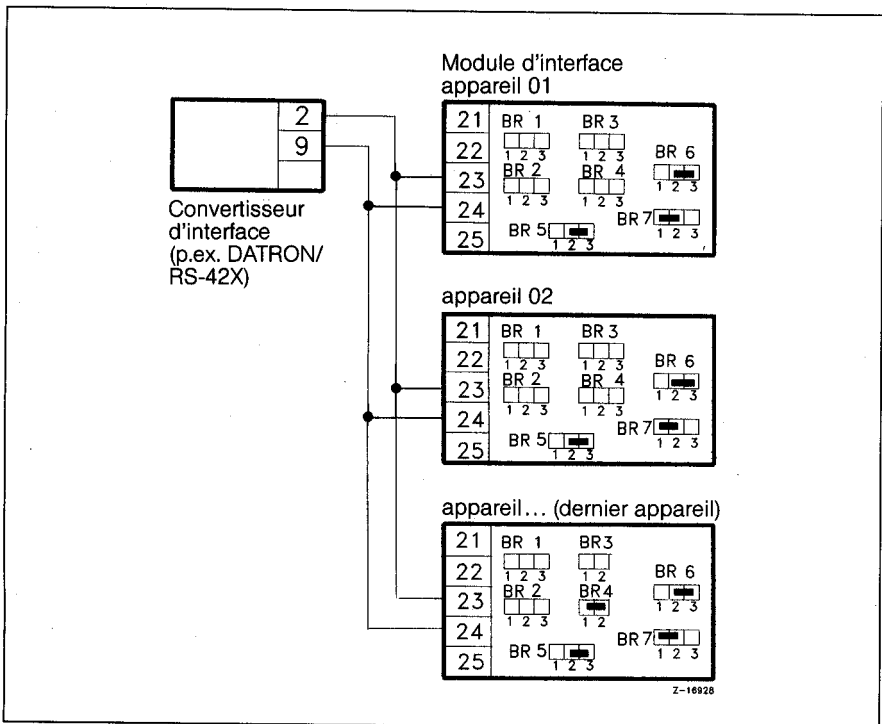 Module d'interface
appareil 01
2
9
Convertisseur
d'interface
(p.ex. DATRON/
RS-42X)
21
22
23
24
25
BR 1
1 2 3
BR 3
1 2 3
BR 2
1 2 3
BR 4
1 2 3
BR 6
1 2 3
BR 5
1 2 3
BR 7
1 2 3
appareil 02
21
22
23
24
25
BR 1
1 2 3
BR 3
1 2 3
BR 2
1 2 3
BR 4
1 2 3
BR 6
1 2 3
BR 5
1 2 3
BR 7
1 2 3
appareil... (dernier appareil)
21
22
23
24
25
BR 1
1 2 3
BR3
1 2
BR 2
1 2 3
BR4
1 2
BR 6
1 2 3
BR 5
1 2 3
BR 7
1 2 3
Z-16928